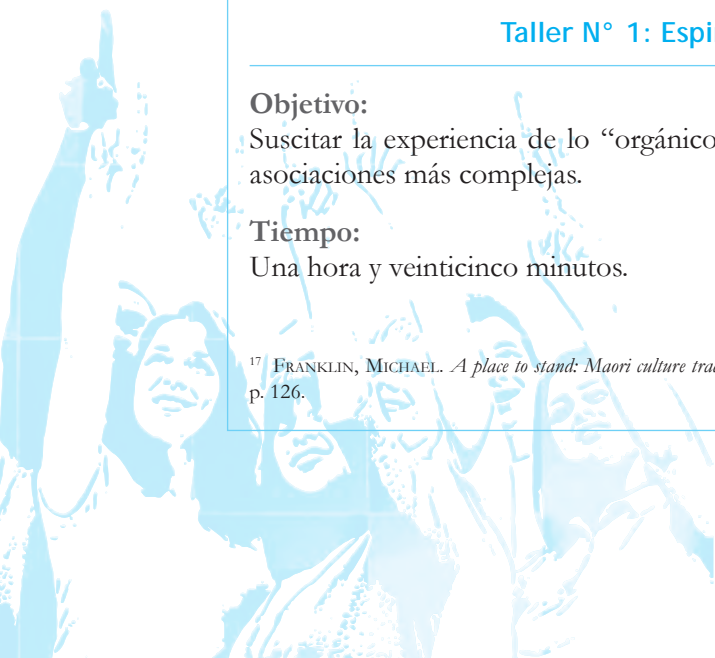 Taller N° 1: Espi
Objetivo:
Suscitar la experiencia de lo “orgánico
asociaciones más complejas.
Tiempo:
Una hora y veinticinco minutos.
17 FRANKLIN, MICHAEL. A place to stand: Maori culture tra
p. 126.